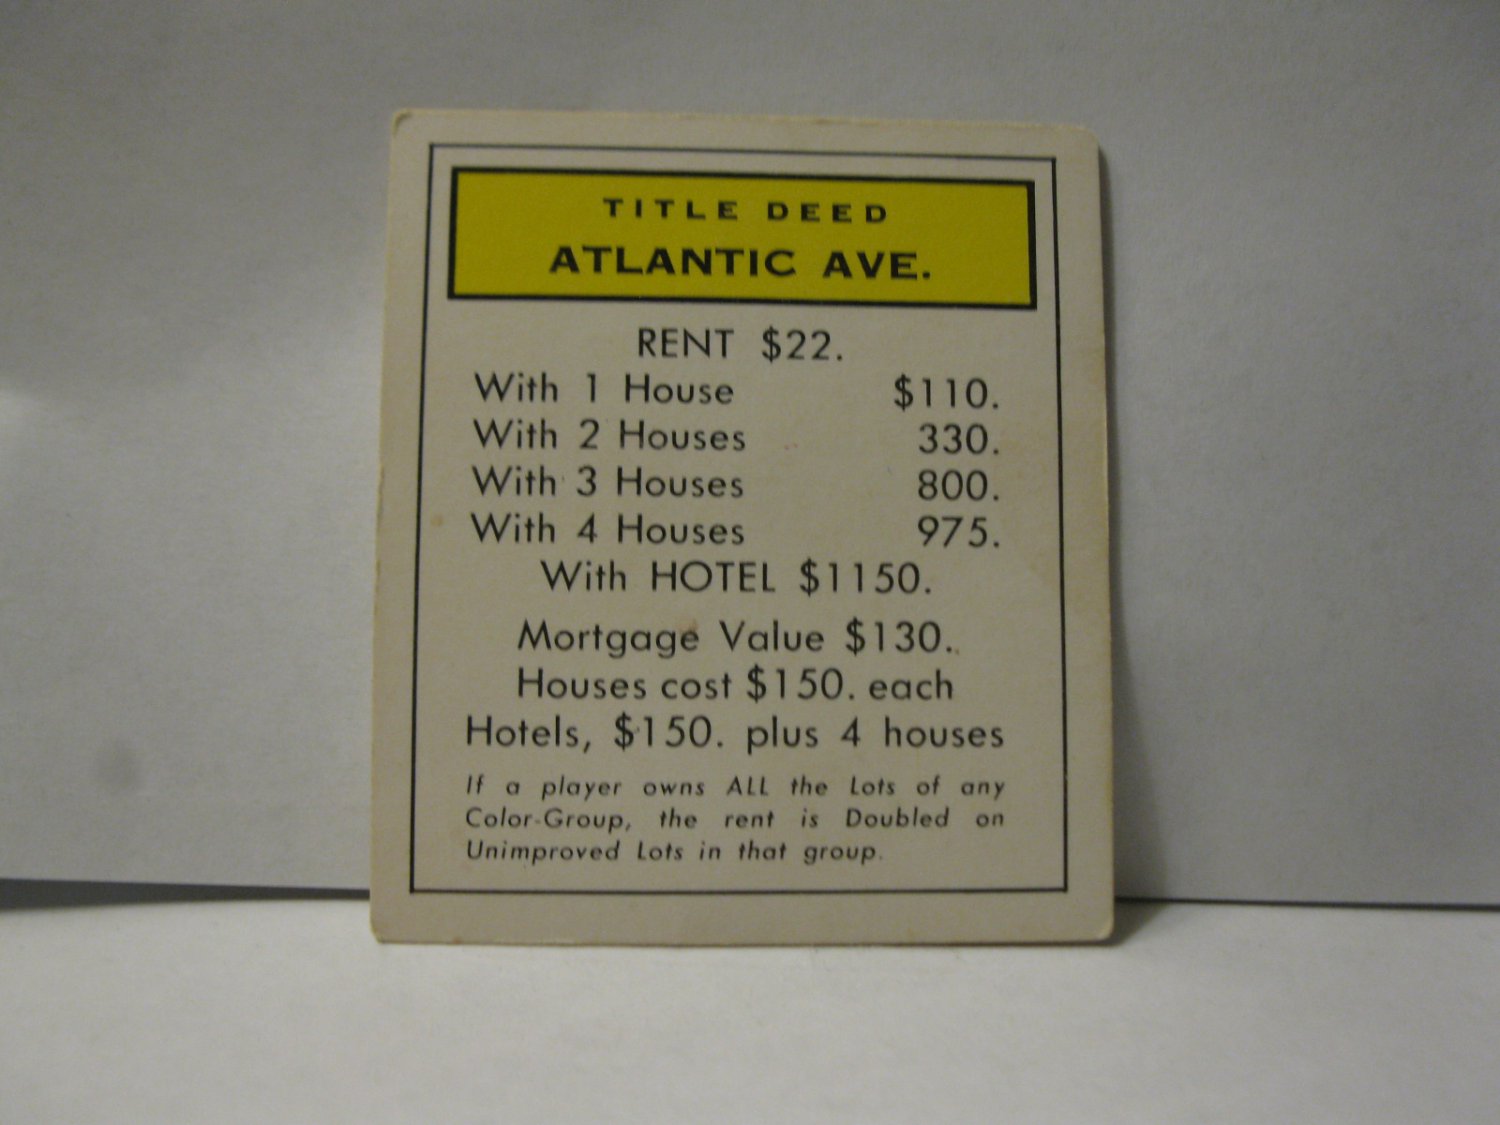 TITLE DEED
ATLANTIC AVE.
RENT $22.
With 1 House $110.
With 2 Houses 330.
With 3 Houses 800.
With 4 Houses 975.
With HOTEL $1150.
Mortgage Value $130.
Houses cost $150. each
Hotels, $150. plus 4 houses
If a player owns ALL the Lots of any
Color-Group, the rent is Doubled on
Unimproved Lots in that group.